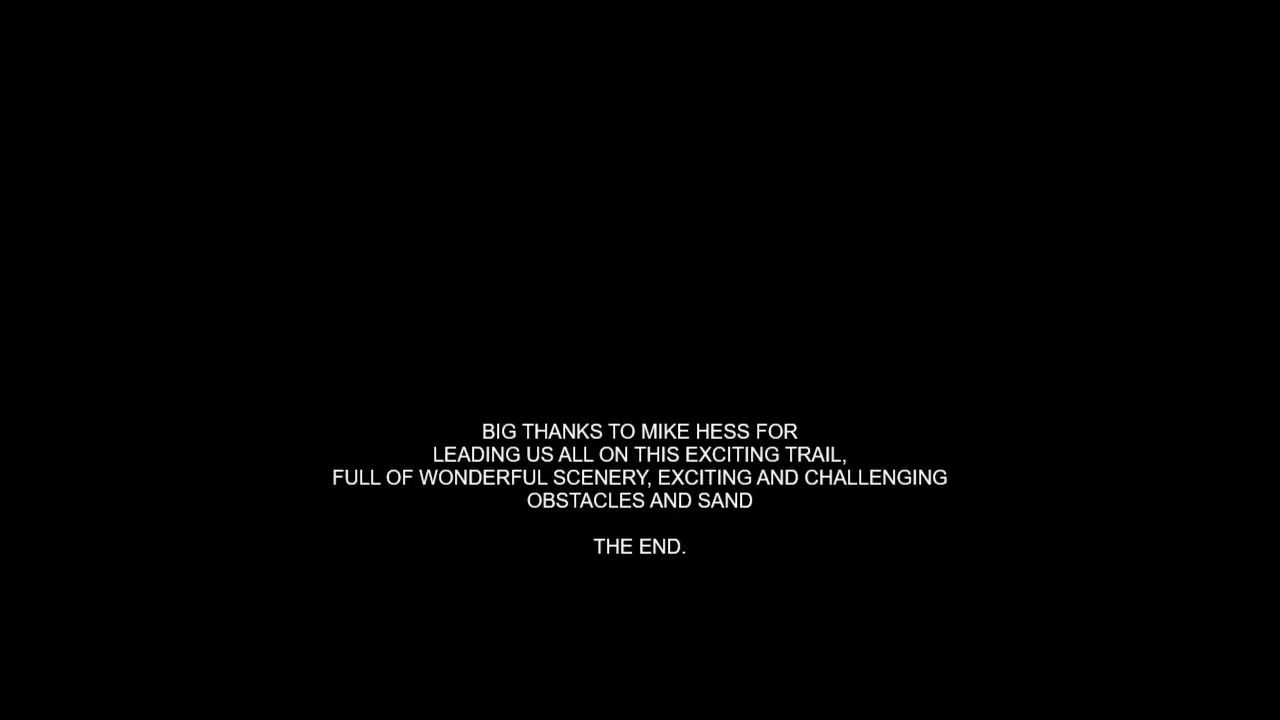 BIG THANKS TO MIKE HESS FOR
LEADING US ALL ON THIS EXCITING TRAIL,
FULL OF WONDERFUL SCENERY, EXCITING AND CHALLENGING
OBSTACLES AND SAND
THE END.